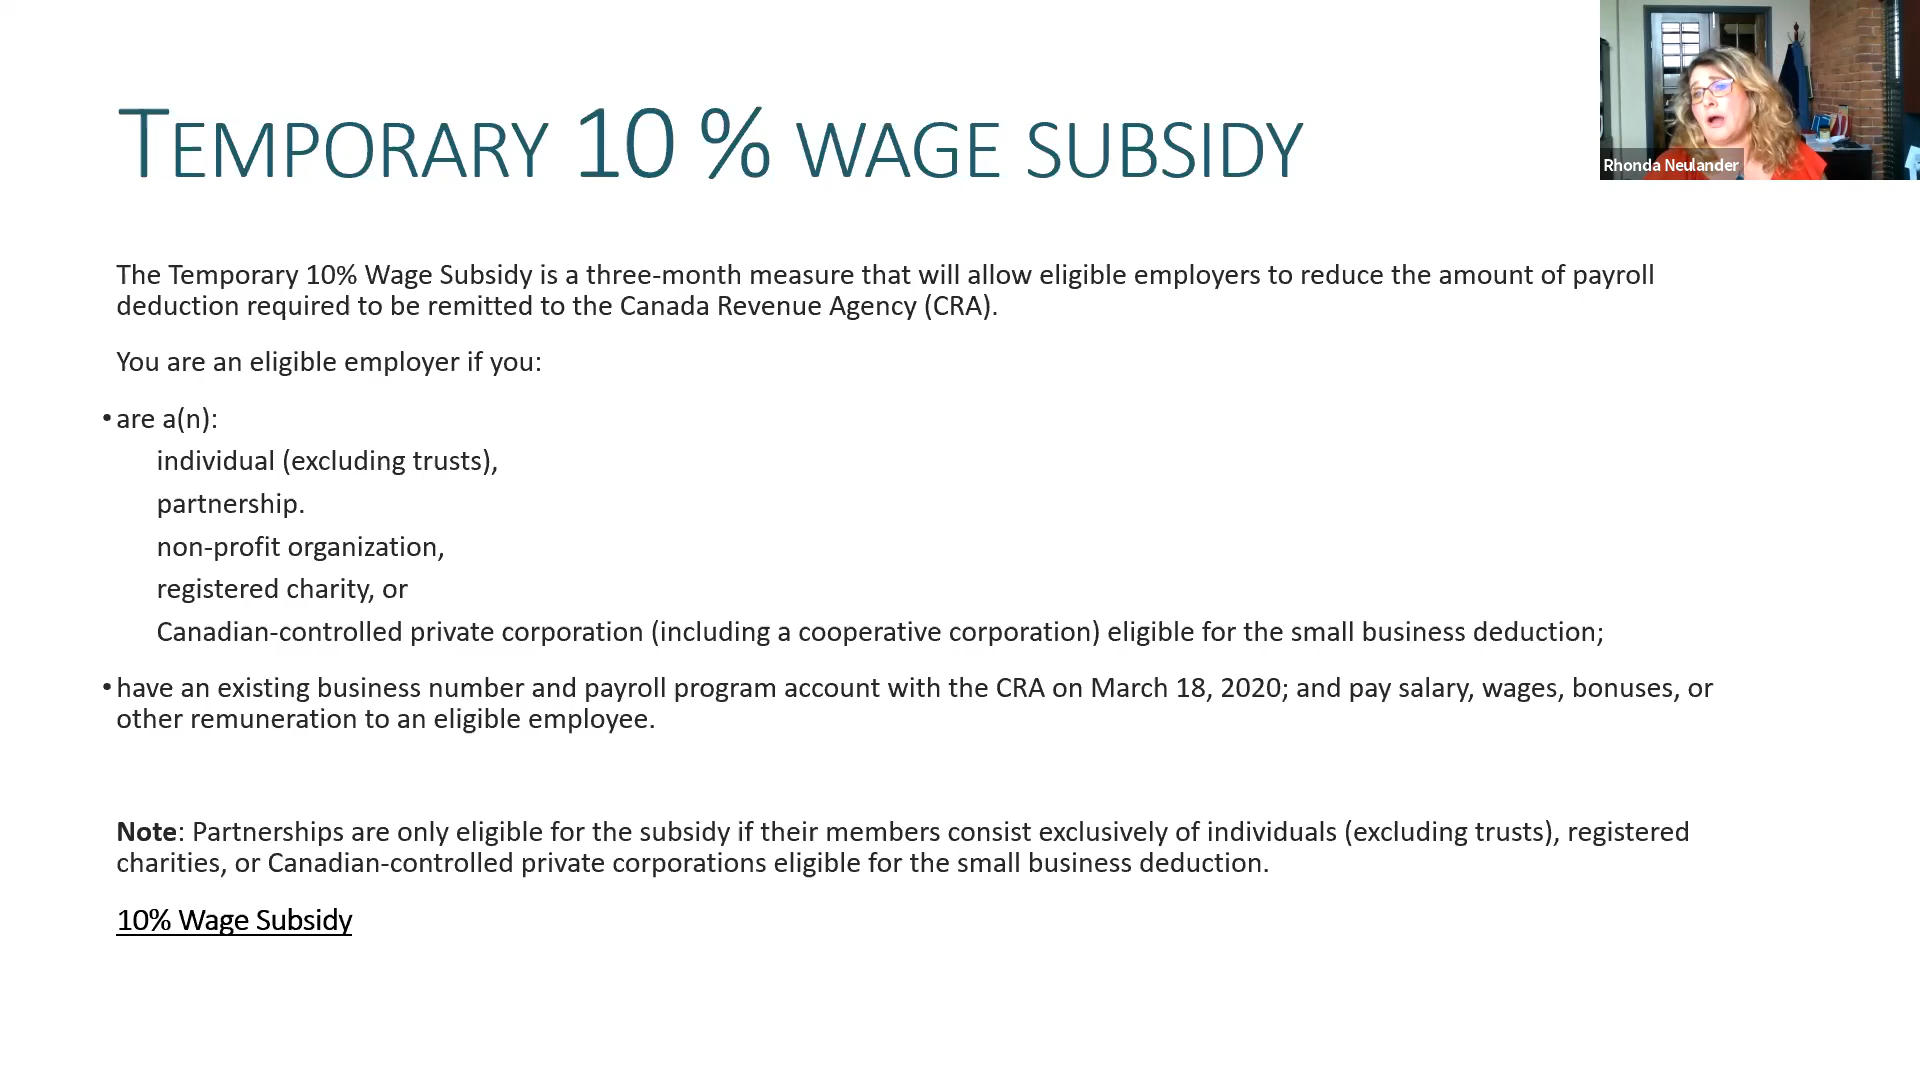 TEMPORARY 10 % WAGE SUBSIDY
Rhonda Neulander
The Temporary 10% Wage Subsidy is a three-month measure that will allow eligible employers to reduce the amount of payroll
deduction required to be remitted to the Canada Revenue Agency (CRA).
You are an eligible employer if you:
• are a(n):
individual (excluding trusts),
partnership.
non-profit organization,
registered charity, or
Canadian-controlled private corporation (including a cooperative corporation) eligible for the small business deduction;
• have an existing business number and payroll program account with the CRA on March 18, 2020; and pay salary, wages, bonuses, or
other remuneration to an eligible employee.
Note: Partnerships are only eligible for the subsidy if their members consist exclusively of individuals (excluding trusts), registered
charities, or Canadian-controlled private corporations eligible for the small business deduction.
10% Wage Subsidy